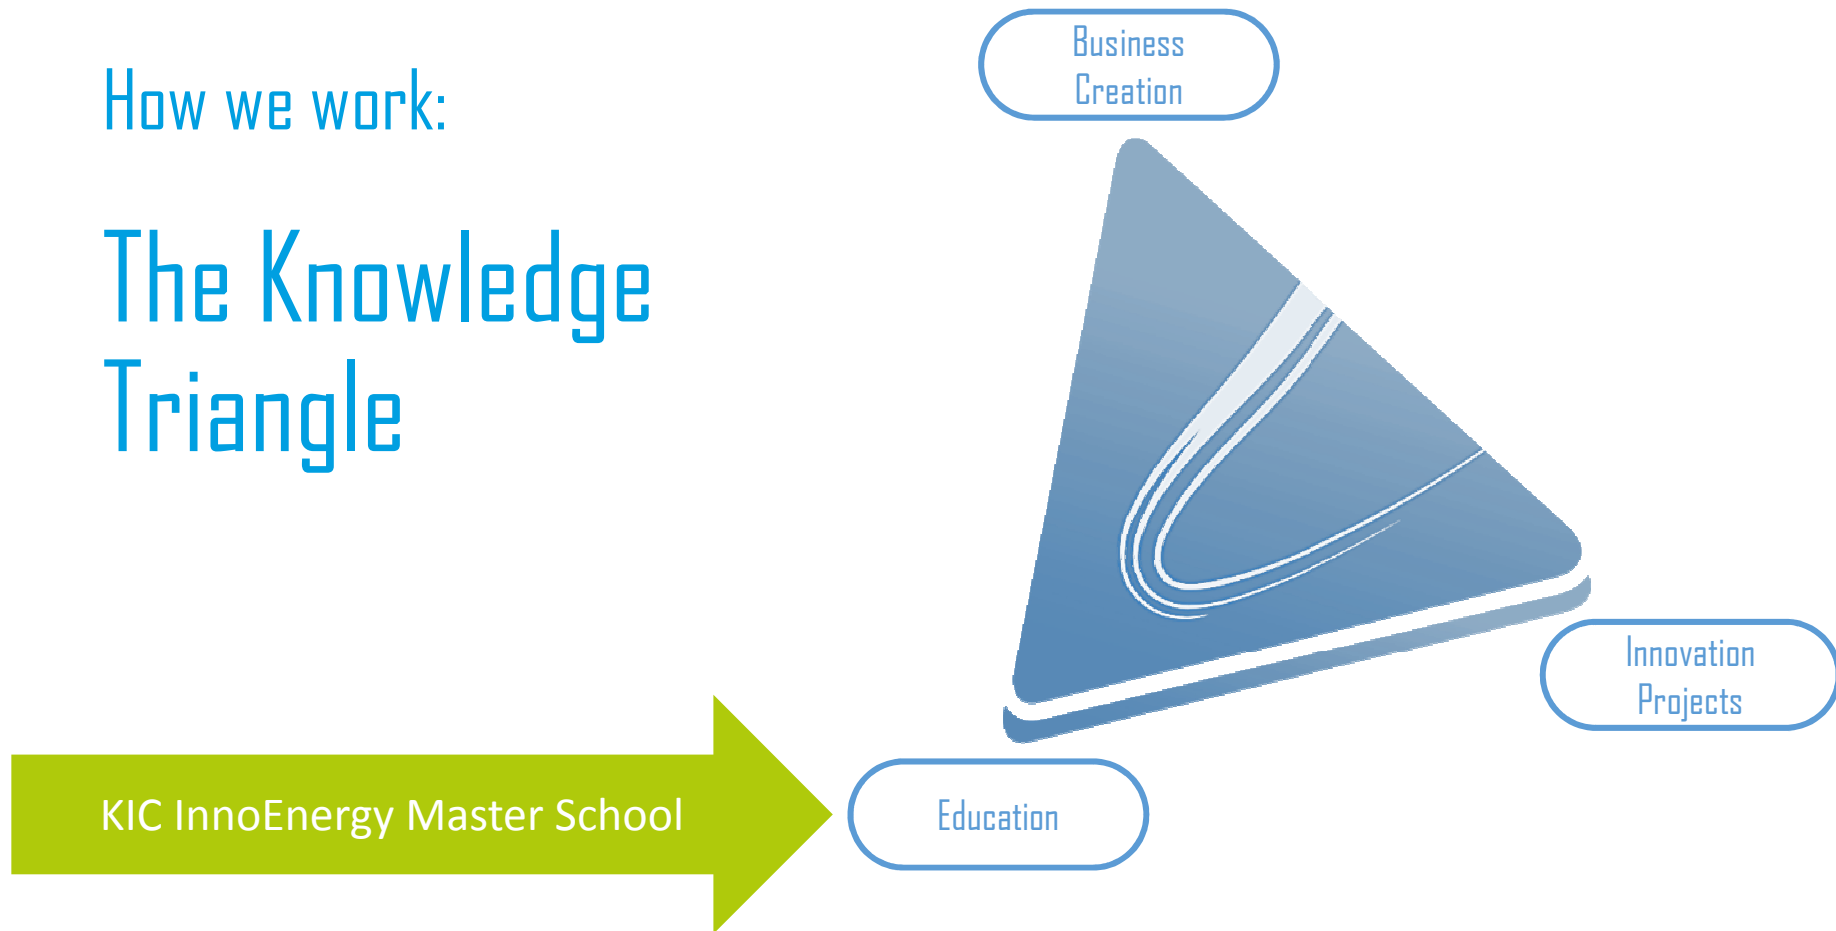 How we work:
The Knowledge
Triangle
Business
Creation
Innovation
Projects
KIC InnoEnergy Master School
Education